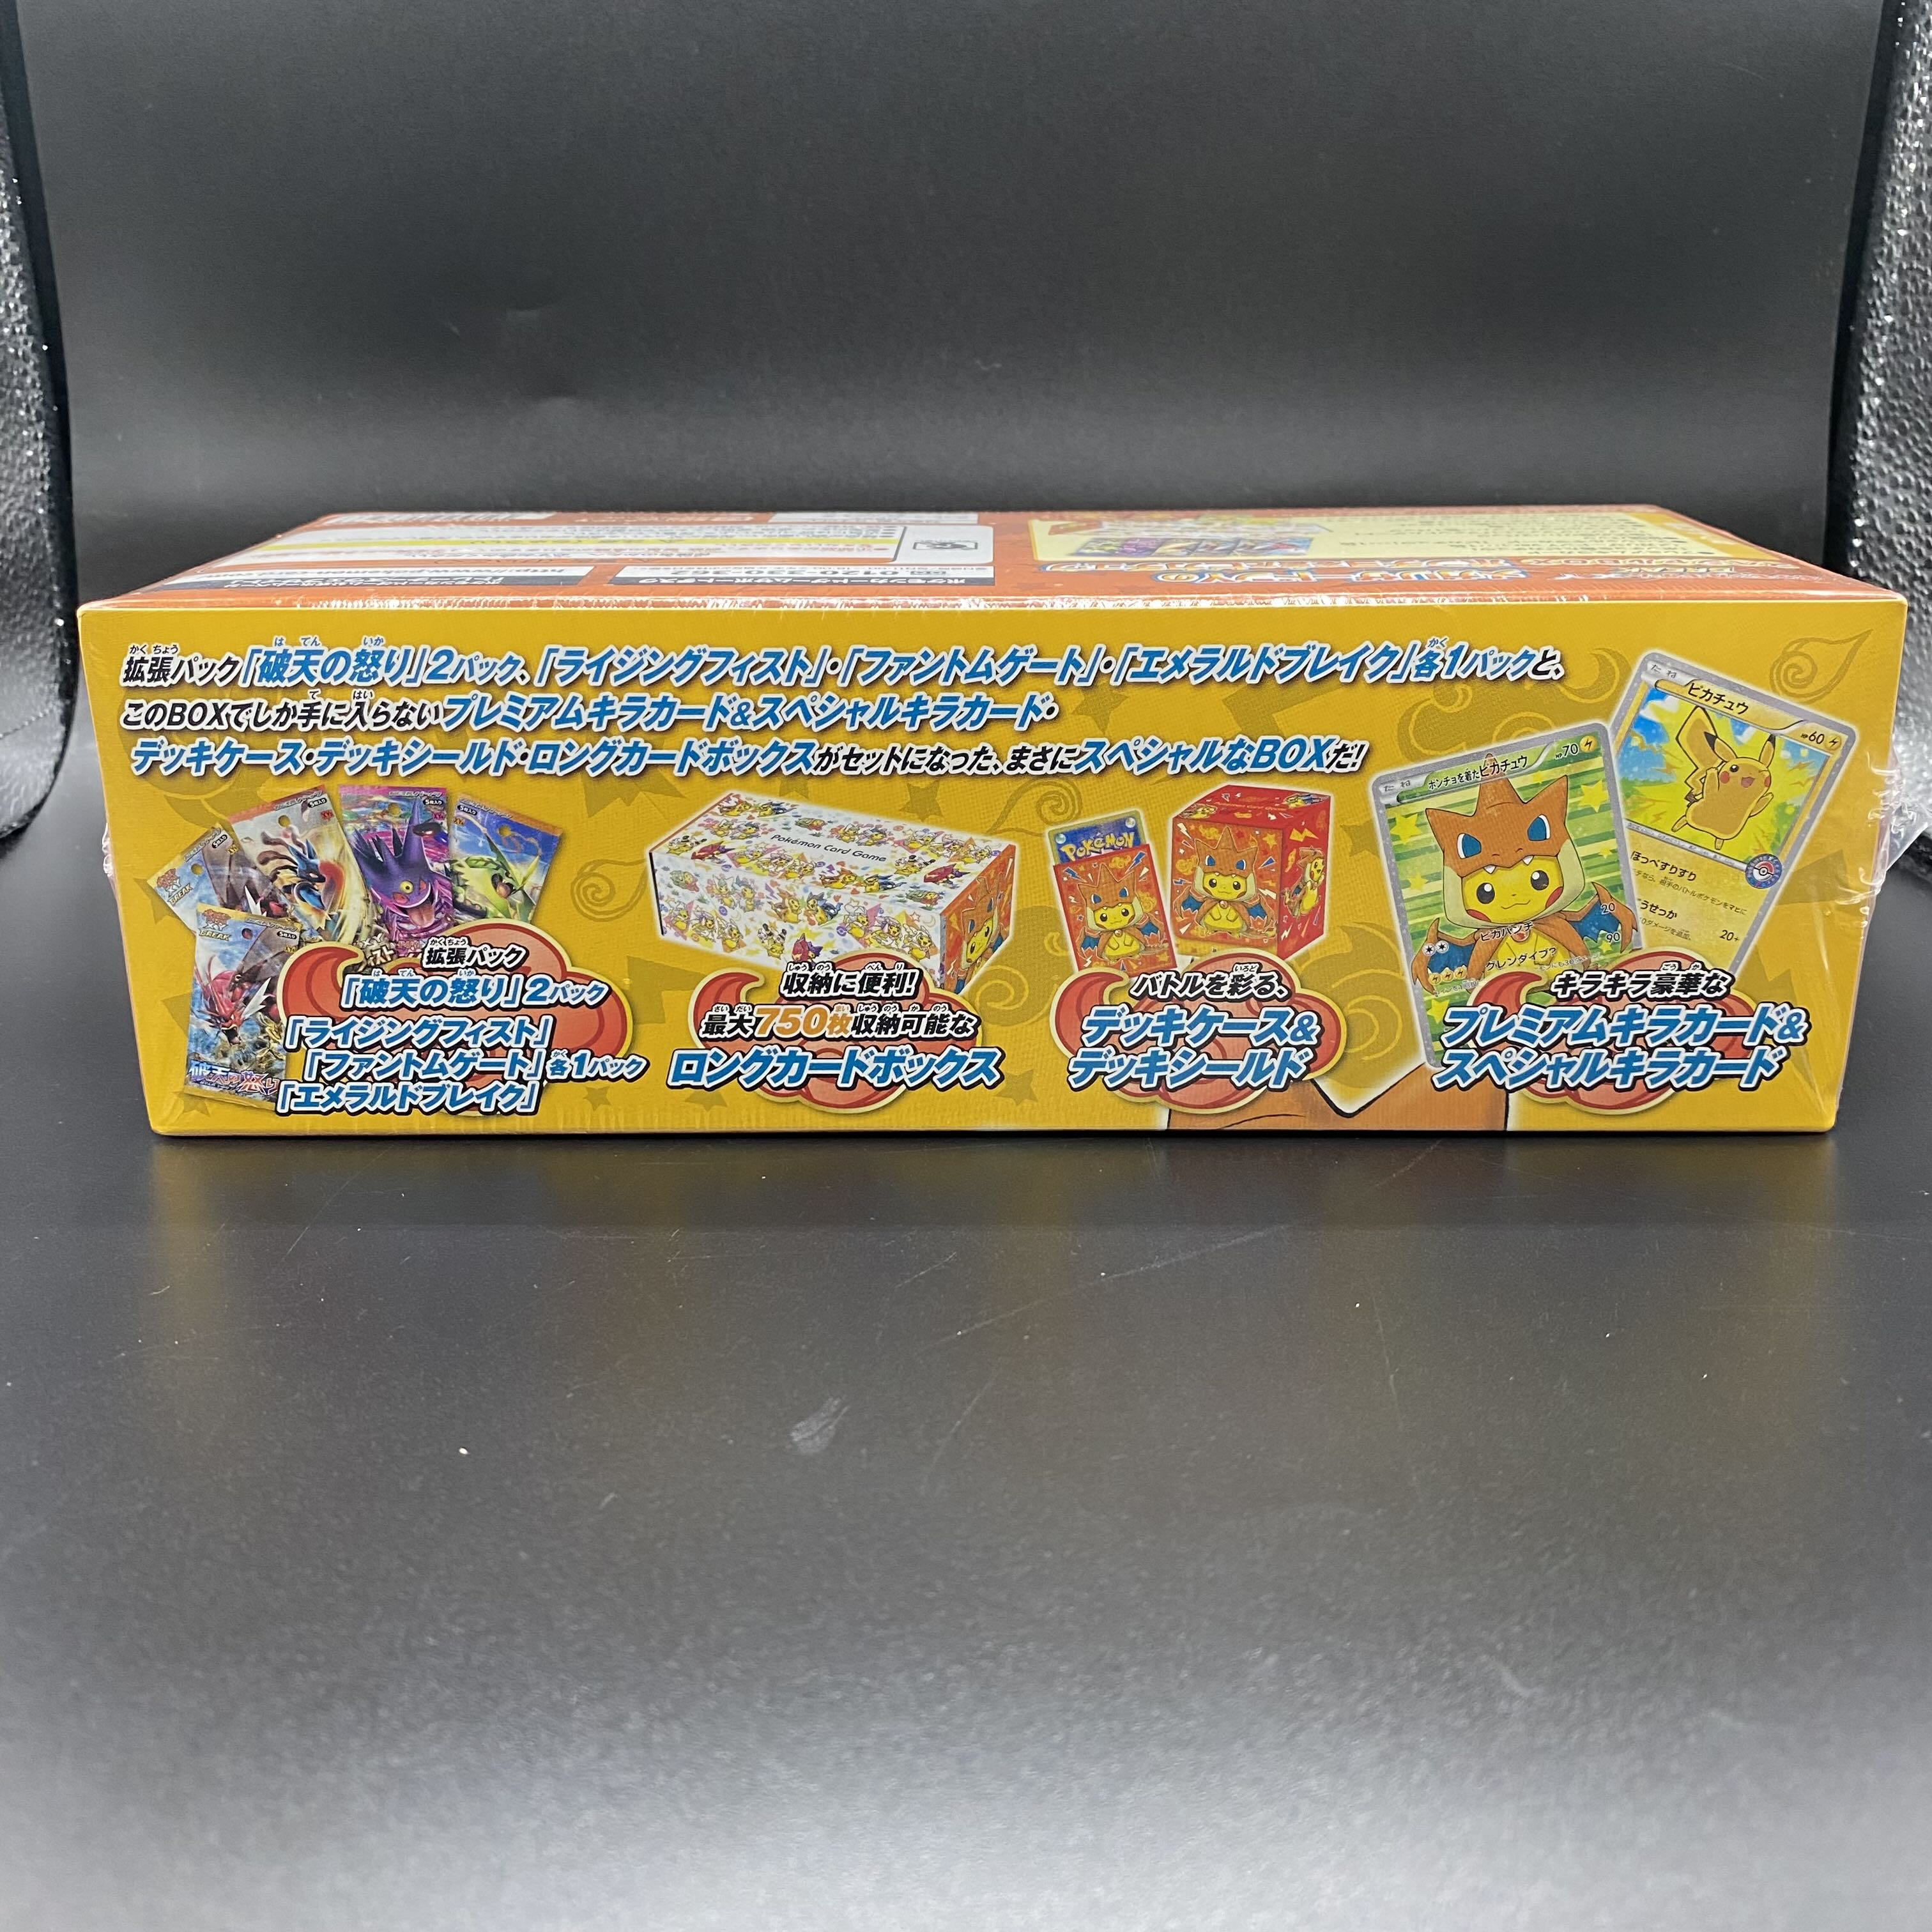 拡張パック「破天の怒り」2パック、「ライジングフィスト」・「ファントムゲート」・「エメラルドブレイク」各1パックと、
このBOXでしか手に入らないプレミアムキラカード&スペシャルキラカード・
デッキケース・デッキシールド・ロングカードボックスがセットになった、まさにスペシャルなBOXだ!
拡張パック
「破天の怒り」2パック
「ライジングフィスト」
「ファントムゲート」各1パック
「エメラルドブレイク」
Pokémon Card Game
収納に便利!
最大750枚収納可能な
ロングカードボックス
POKÉMON
バトルを彩る、
デッキケース&
デッキシールド
たね ポンチョを着たピカチュウ HP70
ピカパンチ 20
90
たね ピカチュウ HP60
ほっぺすりすり
20+
キラキラ豪華な
プレミアムキラカード&
スペシャルキラカード